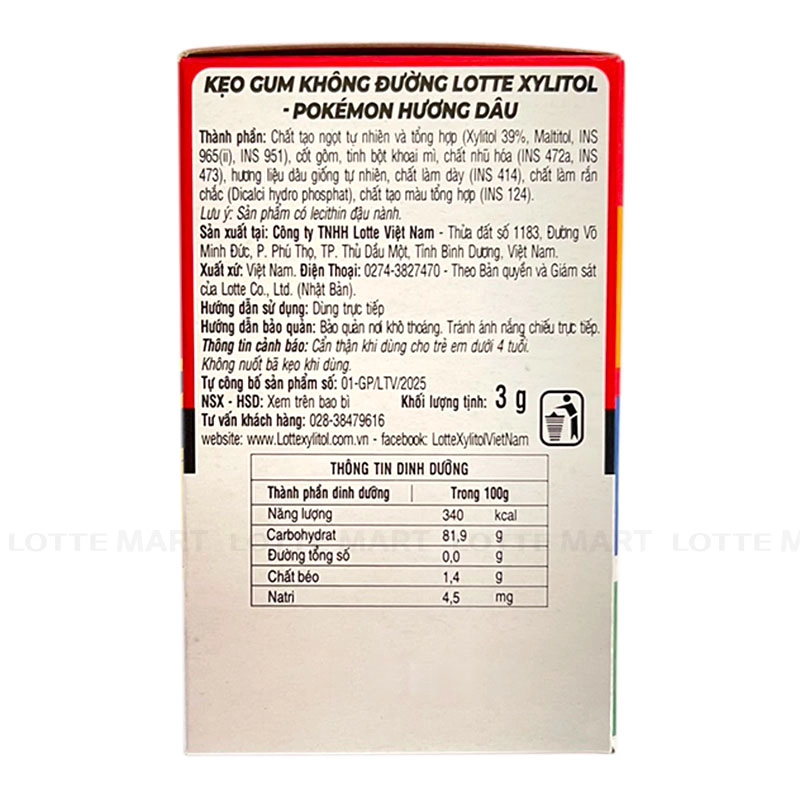 KẸO GUM KHÔNG ĐƯỜNG LOTTE XYLITOL
- POKÉMON HƯƠNG DÂU
Thành phần: Chất tạo ngọt tự nhiên và tổng hợp (Xylitol 39%, Maltitol, INS
965(ii), INS 951), cốt gôm, tinh bột khoai mì, chất nhũ hóa (INS 472a, INS
473), hương liệu dâu giống tự nhiên, chất làm dày (INS 414), chất làm rắn
chắc (Dicalci hydro phosphat), chất tạo màu tổng hợp (INS 124).
Lưu ý: Sản phẩm có lecithin đậu nành.
Sản xuất tại: Công ty TNHH Lotte Việt Nam - Thửa đất số 1183, Đường Võ
Minh Đức, P. Phú Thọ, TP. Thủ Dầu Một, Tỉnh Bình Dương, Việt Nam.
Xuất xứ: Việt Nam. Điện Thoại: 0274-3827470 - Theo Bản quyền và Giám sát
của Lotte Co., Ltd. (Nhật Bản).
Hướng dẫn sử dụng: Dùng trực tiếp
Hướng dẫn bảo quản: Bảo quản nơi khô thoáng. Tránh ánh nắng chiếu trực tiếp.
Thông tin cảnh báo: Cẩn thận khi dùng cho trẻ em dưới 4 tuổi.
Không nuốt bã kẹo khi dùng.
Tự công bố sản phẩm số: 01-GP/LTV/2025
NSX - HSD: Xem trên bao bì Khối lượng tịnh: 3 g
Tư vấn khách hàng: 028-38479616
website: www.Lottexylitol.com.vn - facebook: LotteXylitolVietNam
THÔNG TIN DINH DƯỠNG
Thành phần dinh dưỡng Trong 100g
Năng lượng 340 kcal
Carbohydrat 81,9 g
Đường tổng số 0,0 g
Chất béo 1,4 g
Natri 4,5 mg
LOTTE MART LOTTE MART LOTTE MART LOTTE MART